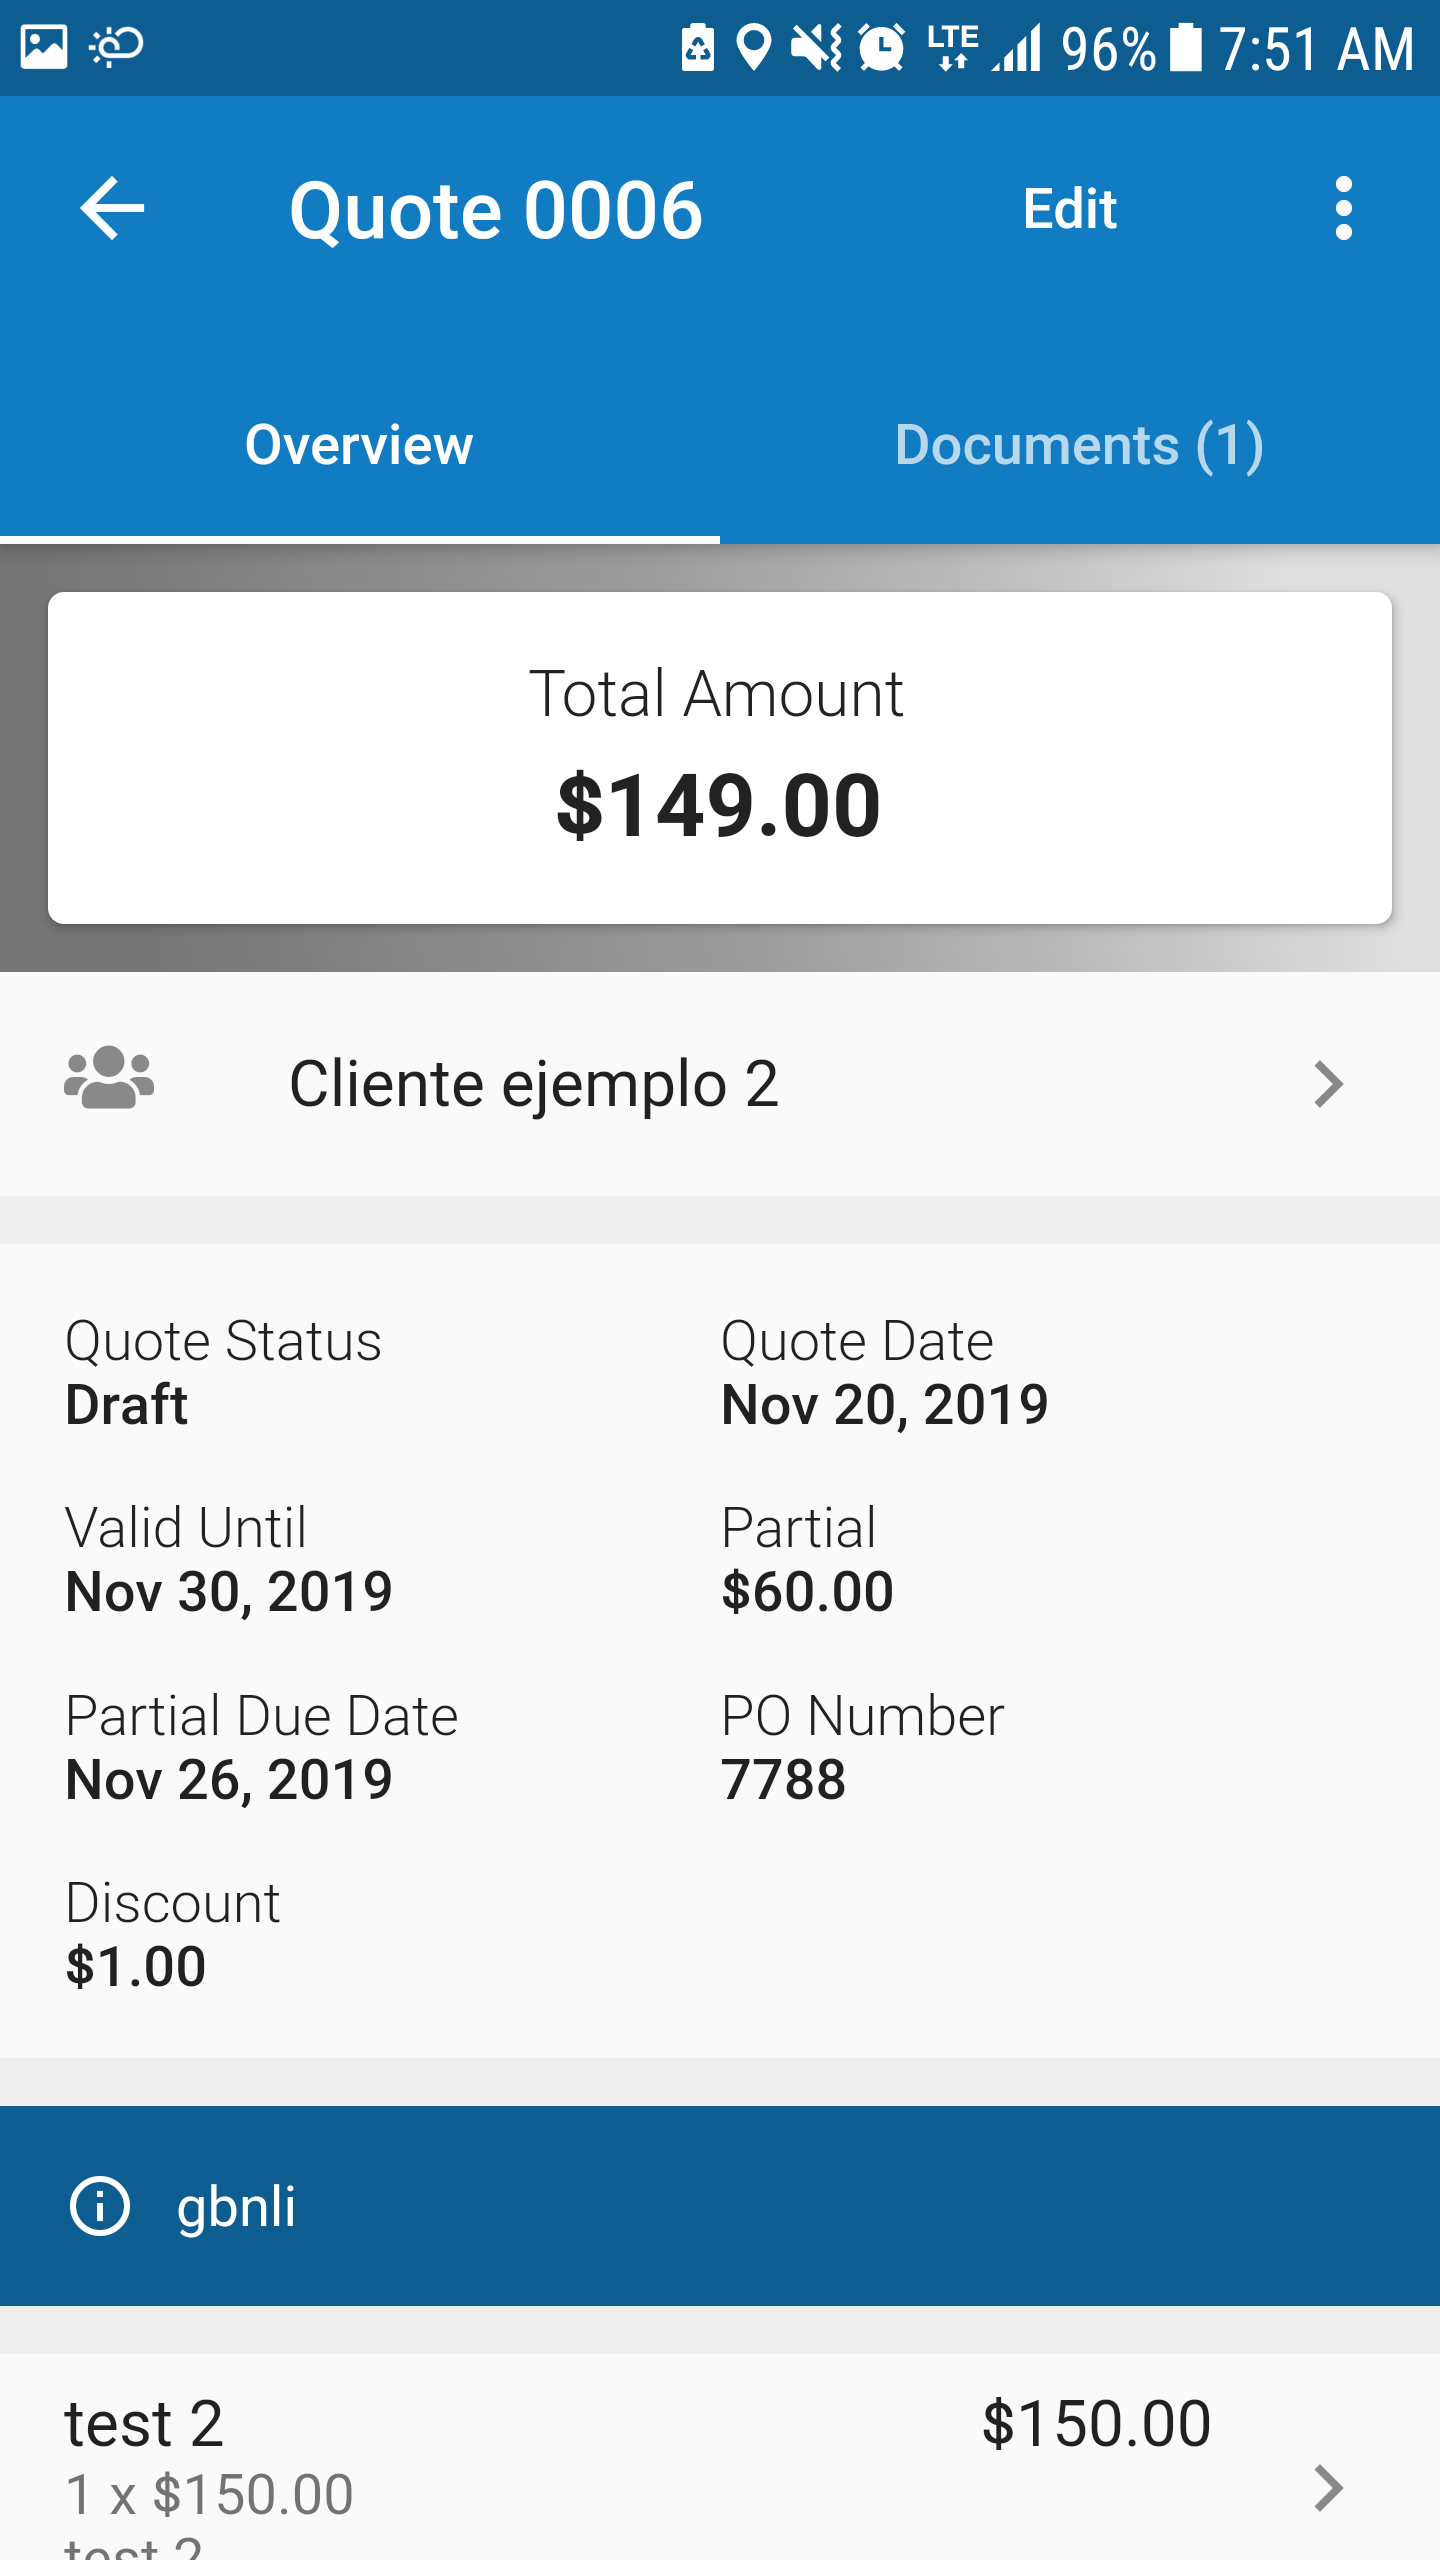 LTE 96% 7:51 AM
Quote 0006 Edit
Overview Documents (1)
Total Amount
$149.00
Cliente ejemplo 2
Quote Status Quote Date
Draft Nov 20, 2019
Valid Until Partial
Nov 30, 2019 $60.00
Partial Due Date PO Number
Nov 26, 2019 7788
Discount
$1.00
gbnli
test 2 $150.00
1 x $150.00
test 2